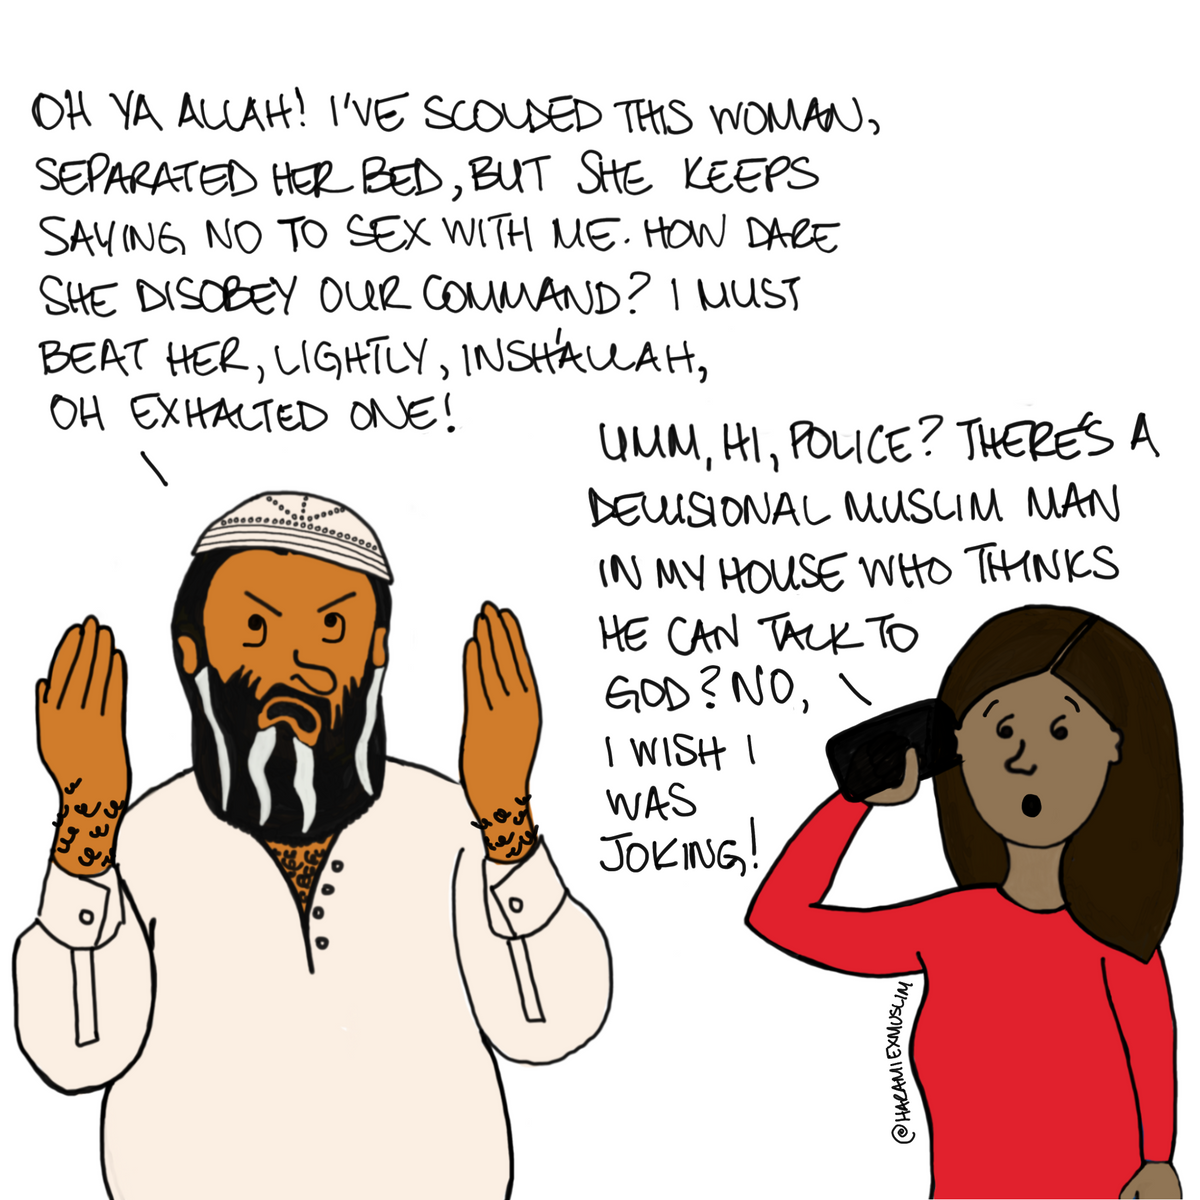 OH YA ALLAH! I'VE SCOLDED THIS WOMAN,
SEPARATED HER BED, BUT SHE KEEPS
SAYING NO TO SEX WITH ME. HOW DARE
SHE DISOBEY OUR COMMAND? I MUST
BEAT HER, LIGHTLY, INSH'ALLAH,
OH EXHALTED ONE!
UMM, HI, POLICE? THERE'S A
DELUSIONAL MUSLIM MAN
IN MY HOUSE WHO THINKS
HE CAN TALK TO
GOD? NO,
I WISH I
WAS
JOKING!
@HARAMIEXMUSLIM